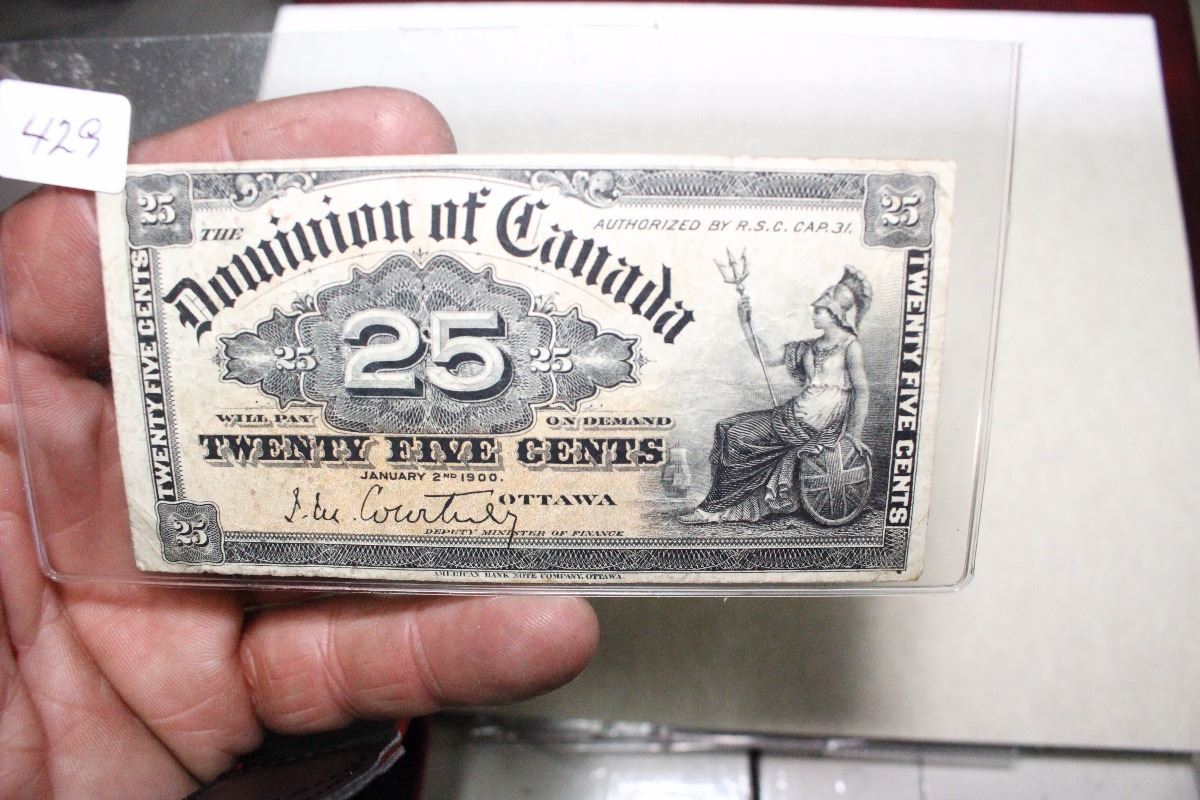 429
25
25
THE
Dominion of Canada
AUTHORIZED BY R.S.C. CAP. 31.
TWENTY FIVE CENTS
TWENTY FIVE CENTS
25
25
25
WILL PAY ON DEMAND
TWENTY FIVE CENTS
JANUARY 2ND 1900.
J. M. Courtney OTTAWA
DEPUTY MINISTER OF FINANCE
25
AMERICAN BANK NOTE COMPANY, OTTAWA.